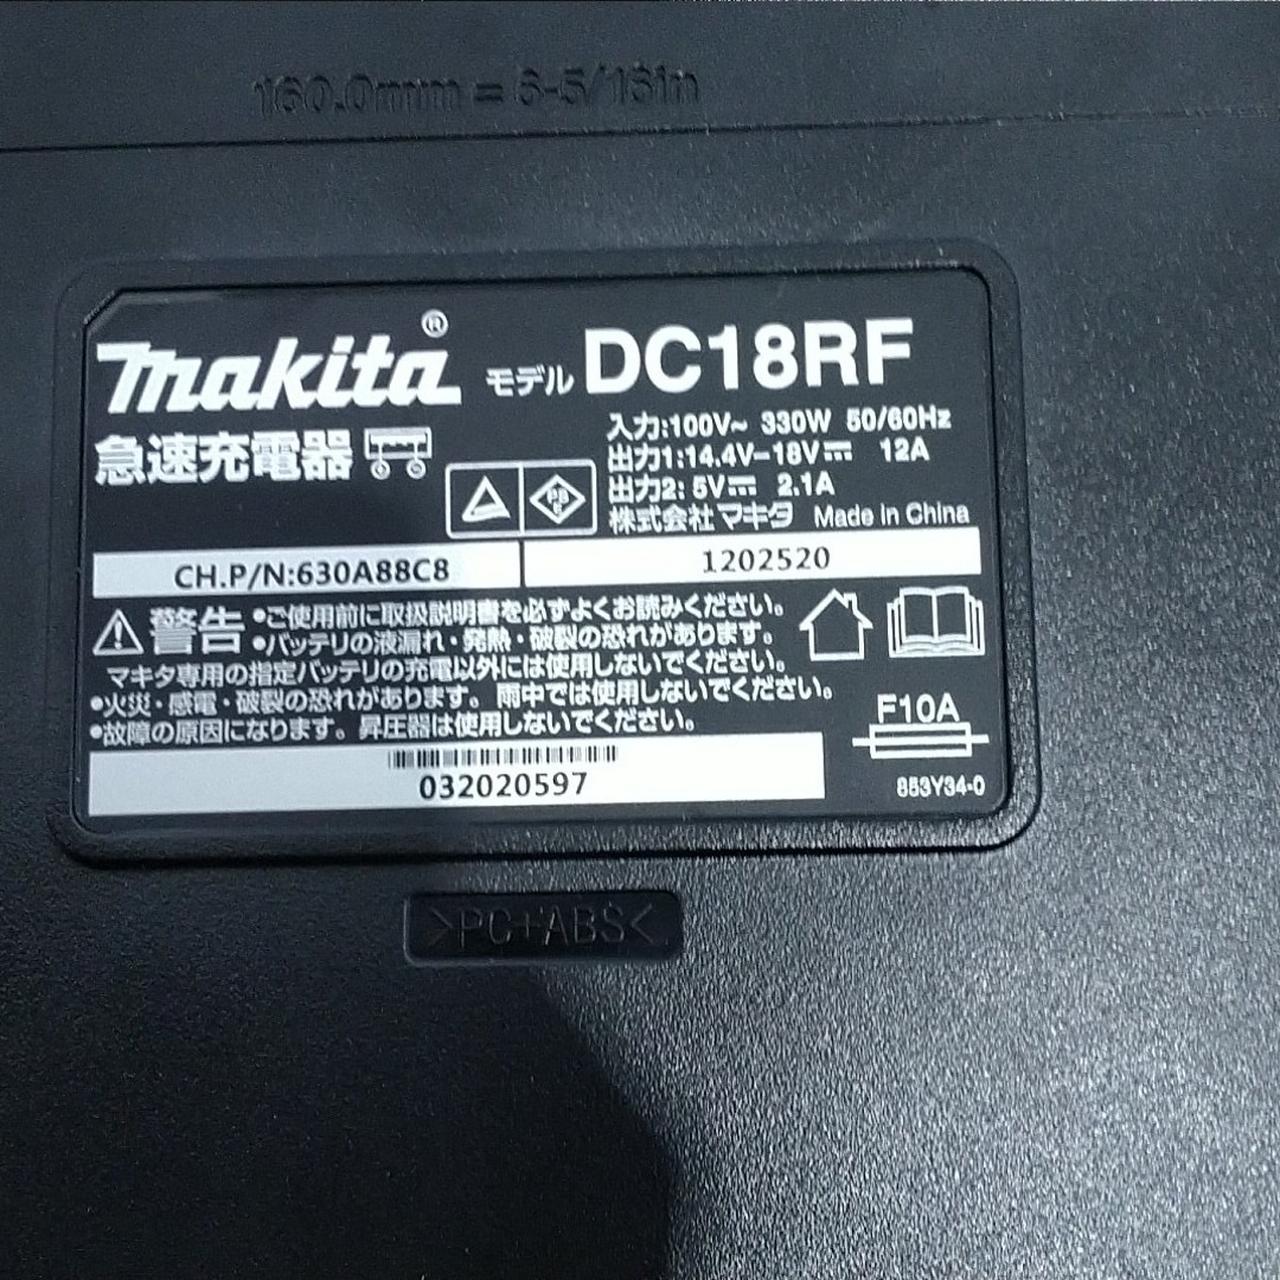 160.0mm = 6-5/16in
makita® モデル DC18RF
急速充電器
入力:100V~ 330W 50/60Hz
出力1:14.4V-18V⎓ 12A
出力2: 5V⎓ 2.1A
株式会社マキタ Made in China
PS E
CH.P/N:630A88C8
1202520
警告 •ご使用前に取扱説明書を必ずよくお読みください。
•バッテリの液漏れ・発熱・破裂の恐れがあります。
マキタ専用の指定バッテリの充電以外には使用しないでください。
•火災・感電・破裂の恐れがあります。雨中では使用しないでください。
•故障の原因になります。昇圧器は使用しないでください。
F10A
032020597
853Y34-0
>PC+ABS<